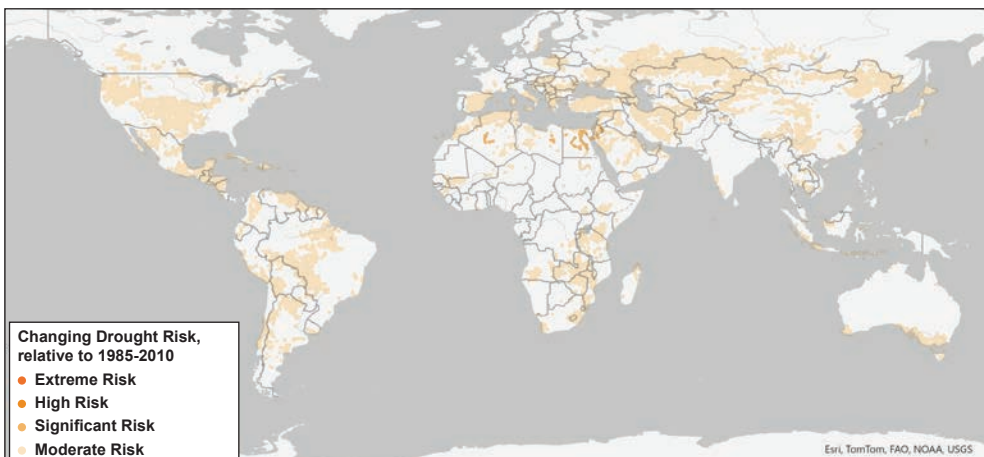 Changing Drought Risk,
relative to 1985-2010
Extreme Risk
High Risk
Significant Risk
Moderate Risk
Esri, TomTom, FAO, NOAA, USGS